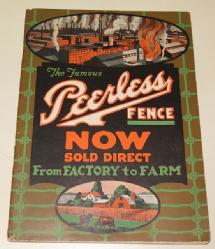 The Famous
Peerless
FENCE
NOW
SOLD DIRECT
From FACTORY to FARM